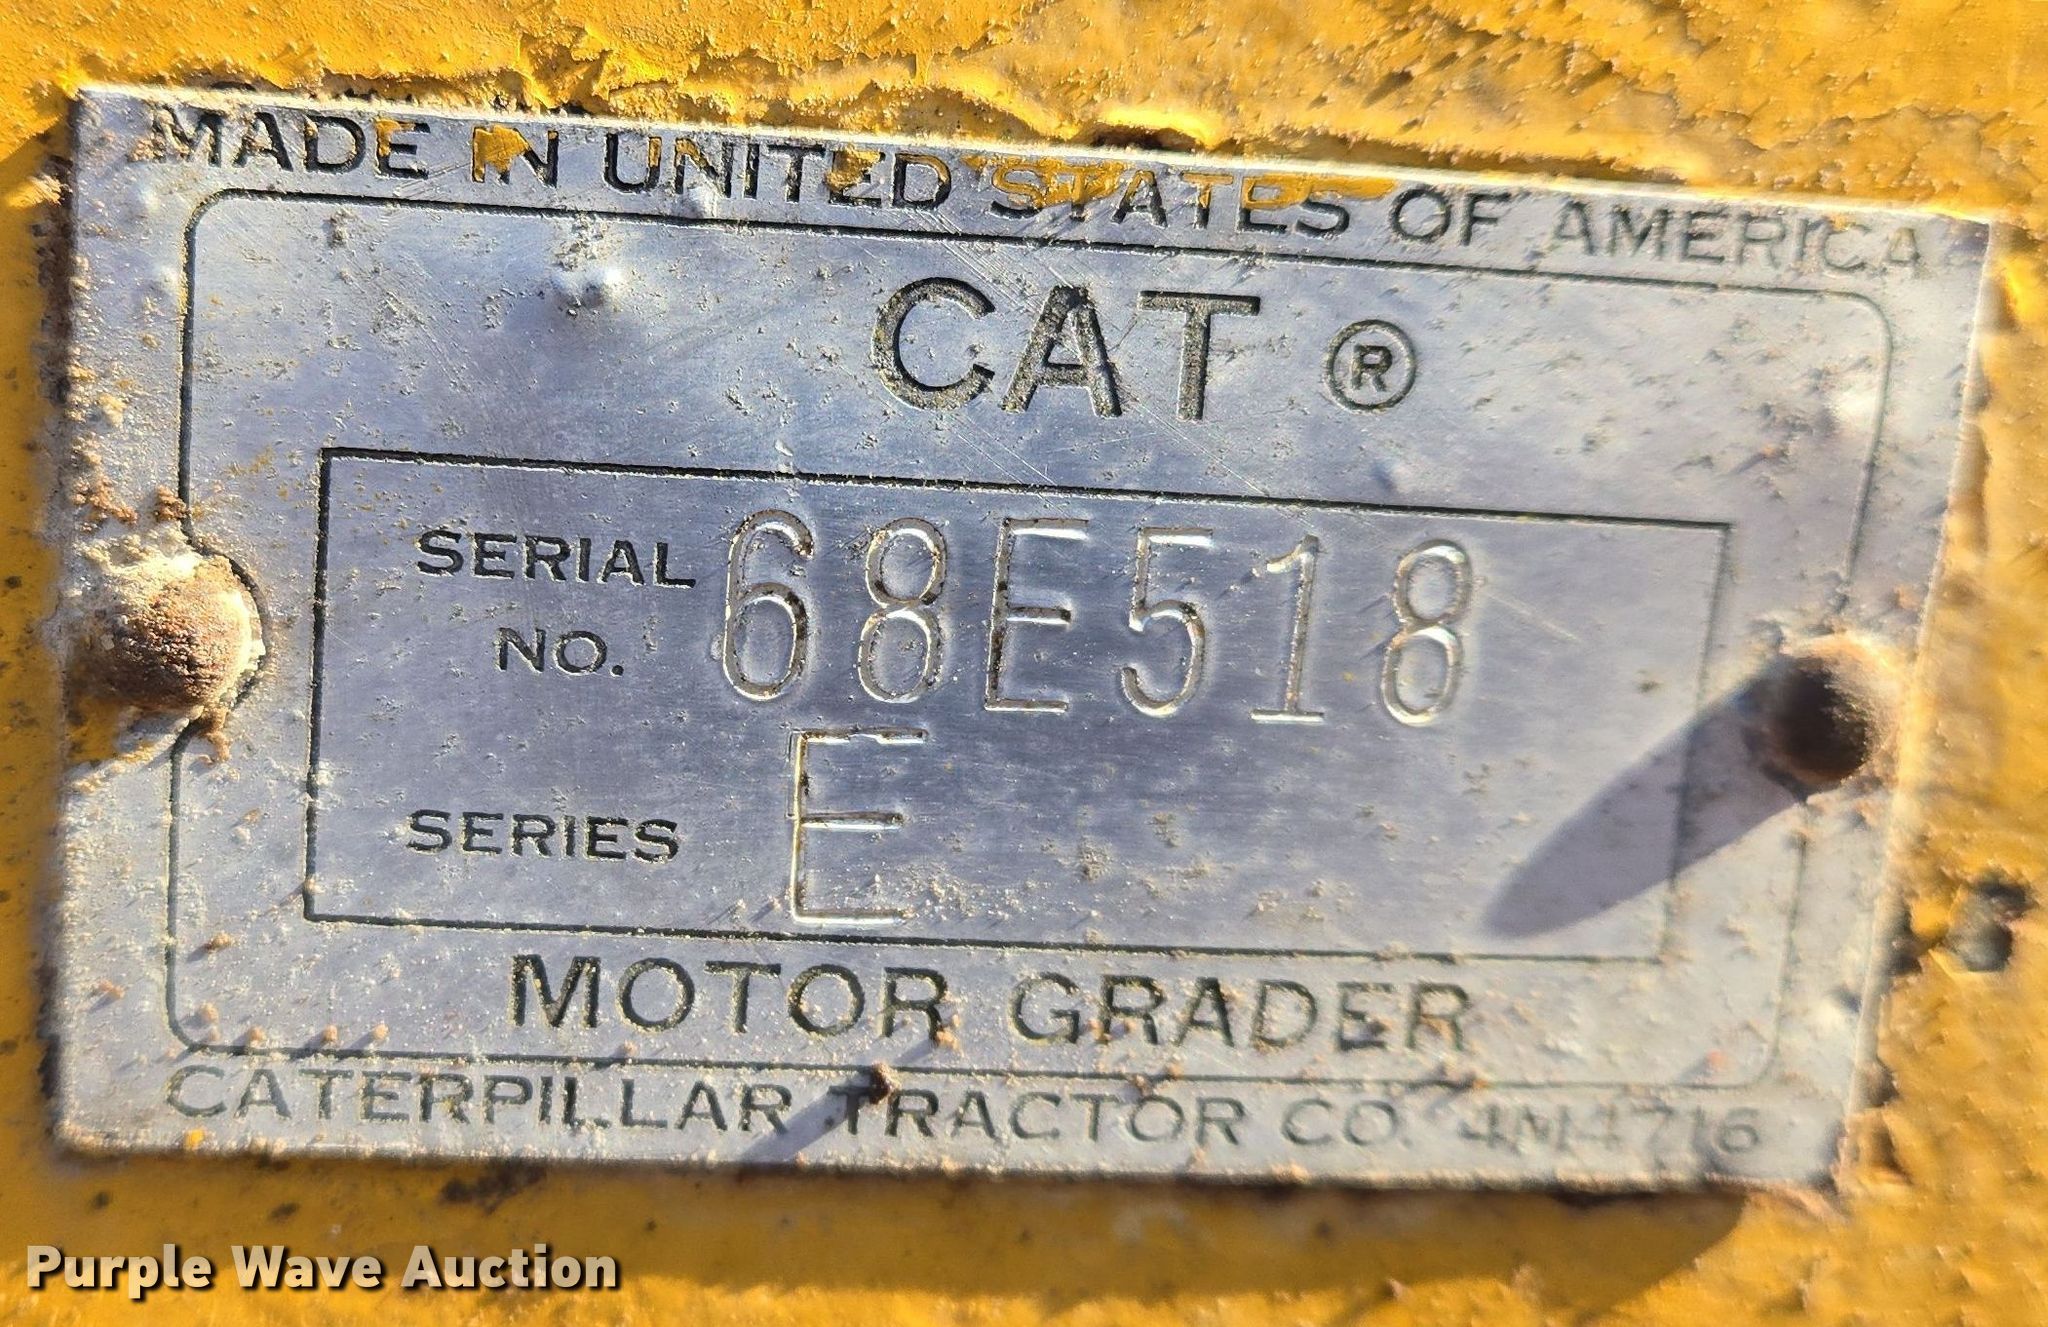 MADE IN UNITED STATES OF AMERICA
CAT ®
SERIAL NO. 68E518
SERIES E
MOTOR GRADER
CATERPILLAR TRACTOR CO. 4M4716
Purple Wave Auction